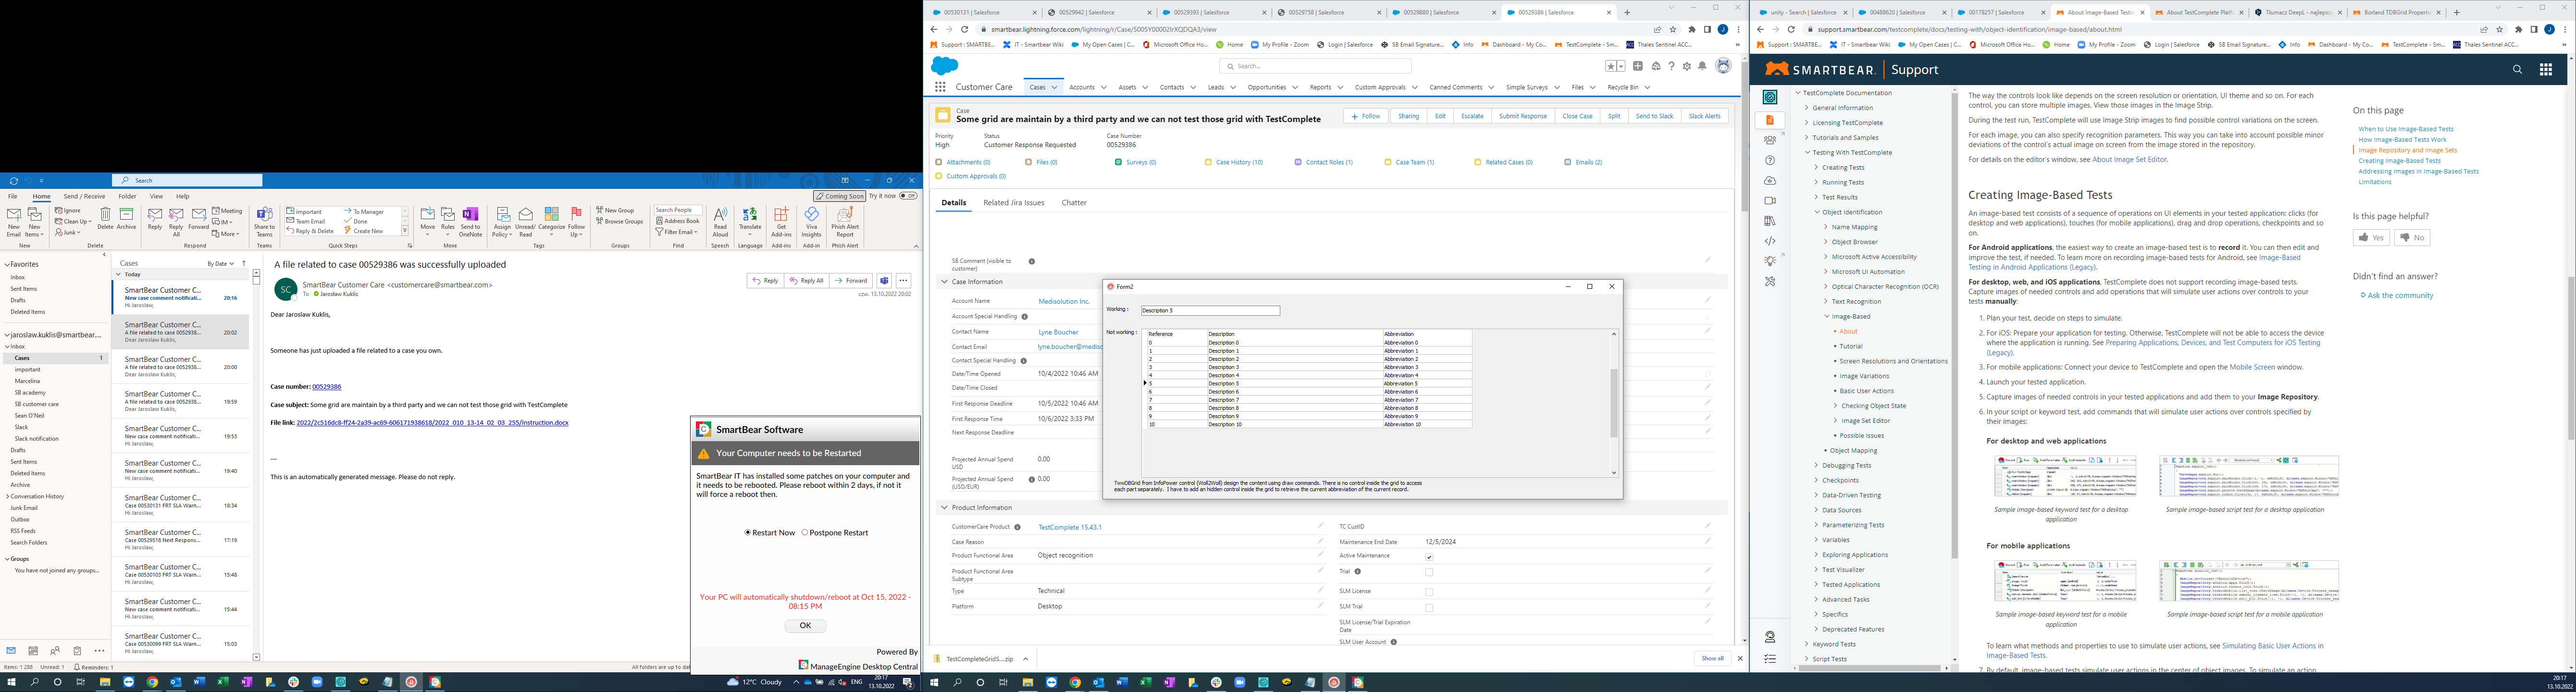 Search
File Home Send / Receive Folder View Help
Coming Soon Try it now Off
New Email
New Items
Ignore
Clean Up
Junk
Delete Archive
Reply Reply All Forward
Meeting
IM
More
Share to Teams
important
Team Email
Reply & Delete
To Manager
Done
Create New
Move Rules Send to OneNote
Assign Policy Unread/Read Categorize Follow Up
New Group
Browse Groups
Search People
Address Book
Filter Email
Read Aloud
Translate
Get Add-ins
Viva Insights
Phish Alert Report
New Delete Respond Teams Quick Steps Move Tags Groups Find Speech Language Add-ins Add-in Phish Alert
Favorites
Inbox
Sent Items
Drafts
Deleted Items
jaroslaw.kuklis@smartbear...
Inbox
Cases 1
important
Marcelina
SB academy
SB customer care
Sean O'Neil
Slack
Slack notification
Drafts
Sent Items
Deleted Items
Archive
Conversation History
Junk Email
Outbox
RSS Feeds
Search Folders
Groups
You have not joined any groups...
Cases By Date
Today
SmartBear Customer C...
New case comment notificati... 20:16
Hi Jaroslaw,
SmartBear Customer C...
A file related to case 0052938... 20:02
Dear Jaroslaw Kuklis,
SmartBear Customer C...
A file related to case 0052938... 20:00
Dear Jaroslaw Kuklis,
SmartBear Customer C...
A file related to case 0052938... 19:59
Dear Jaroslaw Kuklis,
SmartBear Customer C...
New case comment notificati... 19:53
Hi Jaroslaw,
SmartBear Customer C...
New case comment notificati... 19:40
Hi Jaroslaw,
SmartBear Customer C...
Case 00530131 FRT SLA Warn... 18:34
Hi Jaroslaw,
SmartBear Customer C...
Case 00529518 Next Respons... 17:19
Hi Jaroslaw,
SmartBear Customer C...
Case 00530103 FRT SLA Warn... 15:48
Hi Jaroslaw,
SmartBear Customer C...
New case comment notificati... 15:44
Hi Jaroslaw,
SmartBear Customer C...
Case 00530099 FRT SLA Warn... 15:03
Hi Jaroslaw,
A file related to case 00529386 was successfully uploaded
SC
SmartBear Customer Care <customercare@smartbear.com>
To Jaroslaw Kuklis
Reply Reply All Forward
czw. 13.10.2022 20:02
Dear Jaroslaw Kuklis,
Someone has just uploaded a file related to a case you own.
Case number: 00529386
Case subject: Some grid are maintain by a third party and we can not test those grid with TestComplete
File link: 2022/2c516dc8-ff24-2a39-ac69-606171938618/2022_010_13-14_02_03_255/Instruction.docx
---
This is an automatically generated message. Please do not reply.
Items: 1 288 Unread: 1 Reminders: 1
All folders are up to dat
SmartBear Software
Your Computer needs to be Restarted
SmartBear IT has installed some patches on your computer and
it needs to be rebooted. Please reboot within 2 days, if not it
will force a reboot then.
Restart Now Postpone Restart
Your PC will automatically shutdown/reboot at Oct 15, 2022 -
08:15 PM
OK
Powered By
ManageEngine Desktop Central
12°C Cloudy ENG 20:17
13.10.2022
00530131 | Salesforce 00529942 | Salesforce 00529393 | Salesforce 00529758 | Salesforce 00529880 | Salesforce 00529386 | Salesforce
smartbear.lightning.force.com/lightning/r/Case/5005Y00002IrXQDQA3/view
Support : SMARTBE... IT - Smartbear Wiki My Open Cases | C... Microsoft Office Ho... Home My Profile - Zoom Login | Salesforce SB Email Signature... Info Dashboard - My Co... TestComplete - Sm... Thales Sentinel ACC...
Search...
Customer Care Cases Accounts Assets Contacts Leads Opportunities Reports Custom Approvals Canned Comments Simple Surveys Files Recycle Bin
Case
Some grid are maintain by a third party and we can not test those grid with TestComplete
Follow Sharing Edit Escalate Submit Response Close Case Split Send to Slack Slack Alerts
Priority Status Case Number
High Customer Response Requested 00529386
Attachments (0) Files (0) Surveys (0) Case History (10) Contact Roles (1) Case Team (1) Related Cases (0) Emails (2)
Custom Approvals (0)
Details Related Jira Issues Chatter
SB Comment (visible to customer)
Case Information
Account Name Medisolution Inc.
Account Special Handling
Contact Name Lyne Boucher
Contact Email lyne.boucher@medisc
Contact Special Handling
Date/Time Opened 10/4/2022 10:46 AM
Date/Time Closed
First Response Deadline 10/5/2022 10:46 AM
First Response Time 10/6/2022 3:33 PM
Next Response Deadline
Projected Annual Spend USD 0.00
Projected Annual Spend (USD/EUR) 0.00
Product Information
CustomerCare Product TestComplete 15.43.1 TC CustID
Case Reason Maintenance End Date 12/5/2024
Product Functional Area Object recognition Active Maintenance
Product Functional Area Subtype Trial
Type Technical SLM License
Platform Desktop SLM Trial
SLM License/Trial Expiration Date
SLM User Account
TestCompleteGridS....zip Show all
Form2
Working : Description 5
Not working :
Reference Description Abbreviation
0 Description 0 Abbreviation 0
1 Description 1 Abbreviation 1
2 Description 2 Abbreviation 2
3 Description 3 Abbreviation 3
4 Description 4 Abbreviation 4
5 Description 5 Abbreviation 5
6 Description 6 Abbreviation 6
7 Description 7 Abbreviation 7
8 Description 8 Abbreviation 8
9 Description 9 Abbreviation 9
10 Description 10 Abbreviation 10
TwwDBGrid from InfoPower control (Woll2Woll) design the content using draw commands. There is no control inside the grid to access
each part separately. I have to add an hidden control inside the grid to retrieve the current abbreviation of the current record.
unity - Search | Salesforce 00488620 | Salesforce 00178257 | Salesforce About Image-Based Testin About TestComplete Platfo Tłumacz DeepL - najlepsz Borland TDBGrid Propertie
support.smartbear.com/testcomplete/docs/testing-with/object-identification/image-based/about.html
Support : SMARTBE... IT - Smartbear Wiki My Open Cases | C... Microsoft Office Ho... Home My Profile - Zoom Login | Salesforce SB Email Signature... Info Dashboard - My Co... TestComplete - Sm... Thales Sentinel ACC...
SMARTBEAR Support
TestComplete Documentation
General Information
Licensing TestComplete
Tutorials and Samples
Testing With TestComplete
Creating Tests
Running Tests
Test Results
Object Identification
Name Mapping
Object Browser
Microsoft Active Accessibility
Microsoft UI Automation
Optical Character Recognition (OCR)
Text Recognition
Image-Based
About
Tutorial
Screen Resolutions and Orientations
Image Variations
Basic User Actions
Checking Object State
Image Set Editor
Possible Issues
Object Mapping
Debugging Tests
Checkpoints
Data-Driven Testing
Data Sources
Parameterizing Tests
Variables
Exploring Applications
Test Visualizer
Tested Applications
Advanced Tasks
Specifics
Deprecated Features
Keyword Tests
Script Tests
The way the controls look like depends on the screen resolution or orientation, UI theme and so on. For each
control, you can store multiple images. View those images in the Image Strip.
During the test run, TestComplete will use Image Strip images to find possible control variations on the screen.
For each image, you can also specify recognition parameters. This way you can take into account possible minor
deviations of the control's actual image on screen from the image stored in the repository.
For details on the editor's window, see About Image Set Editor.
Creating Image-Based Tests
An image-based test consists of a sequence of operations on UI elements in your tested application: clicks (for
desktop and web applications), touches (for mobile applications), drag and drop operations, checkpoints and so
on.
For Android applications, the easiest way to create an image-based test is to record it. You can then edit and
improve the test, if needed. To learn more on recording image-based tests for Android, see Image-Based
Testing in Android Applications (Legacy).
For desktop, web, and iOS applications, TestComplete does not support recording image-based tests.
Capture images of needed controls and add operations that will simulate user actions over controls to your
tests manually:
1. Plan your test, decide on steps to simulate.
2. For iOS: Prepare your application for testing. Otherwise, TestComplete will not be able to access the device
where the application is running. See Preparing Applications, Devices, and Test Computers for iOS Testing
(Legacy).
3. For mobile applications: Connect your device to TestComplete and open the Mobile Screen window.
4. Launch your tested application.
5. Capture images of needed controls in your tested applications and add them to your Image Repository.
6. In your script or keyword test, add commands that will simulate user actions over controls specified by
their images:
For desktop and web applications
Sample image-based keyword test for a desktop application
Sample image-based script test for a desktop application
For mobile applications
Sample image-based keyword test for a mobile application
Sample image-based script test for a mobile application
To learn what methods and properties to use to simulate user actions, see Simulating Basic User Actions in
Image-Based Tests.
7. By default, image-based tests simulate user actions in the center of object images. To simulate an action
On this page
When to Use Image-Based Tests
How Image-Based Tests Work
Image Repository and Image Sets
Creating Image-Based Tests
Addressing Images in Image-Based Tests
Limitations
Is this page helpful?
Yes No
Didn't find an answer?
Ask the community
20:17
13.10.2022